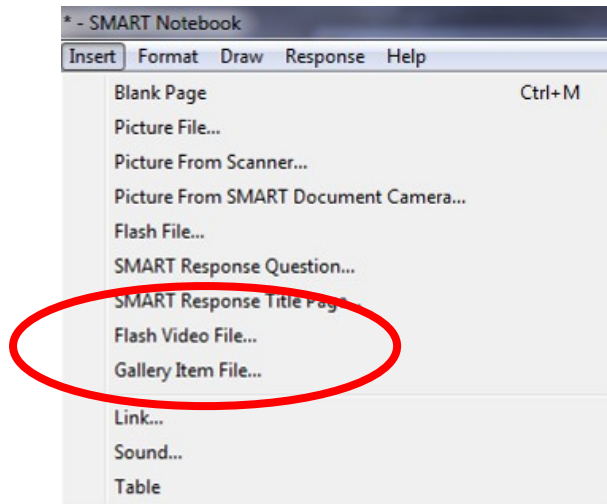 * - SMART Notebook
Insert Format Draw Response Help
Blank Page Ctrl+M
Picture File...
Picture From Scanner...
Picture From SMART Document Camera...
Flash File...
SMART Response Question...
SMART Response Title Page...
Flash Video File...
Gallery Item File...
Link...
Sound...
Table